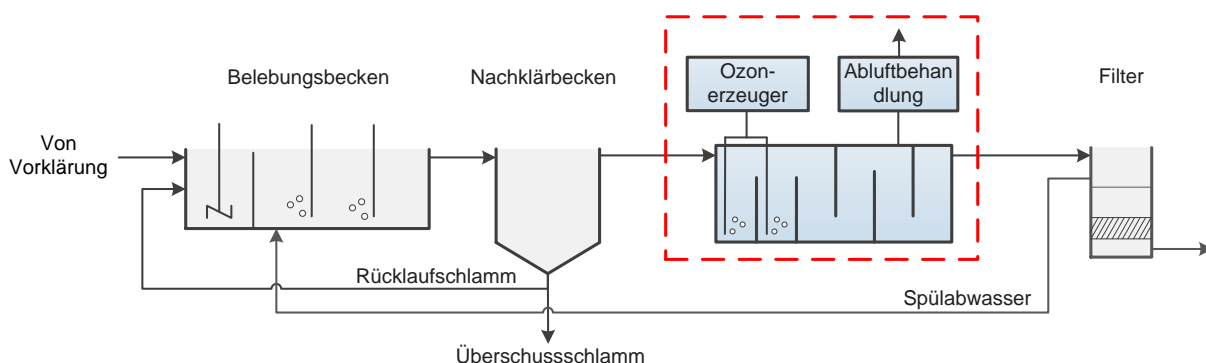 Belebungsbecken
Nachklärbecken
Ozon-
erzeuger
Abluftbehan
dlung
Filter
Von
Vorklärung
Rücklaufschlamm
Spülabwasser
Überschussschlamm